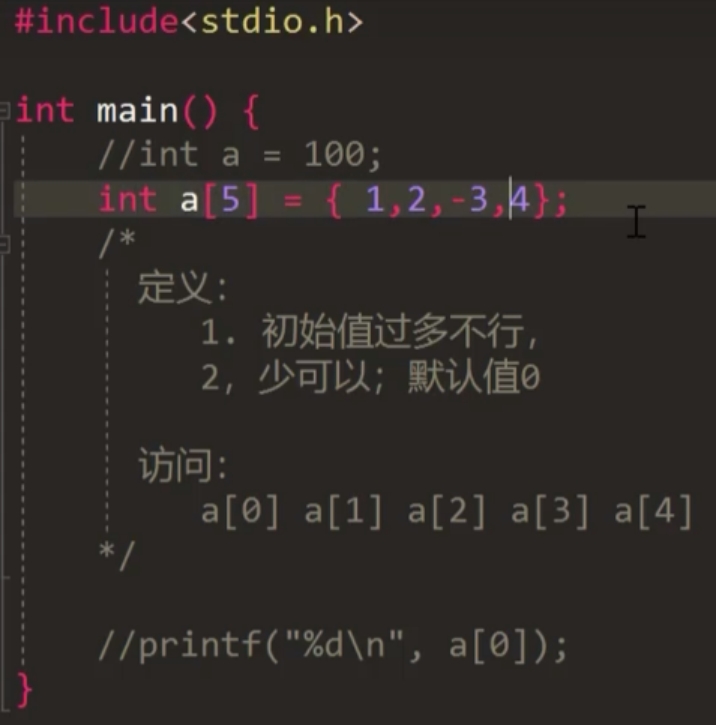 #include<stdio.h>
int main() {
//int a = 100;
int a[5] = { 1,2,-3,4};
/*
定义:
1. 初始值过多不行,
2, 少可以; 默认值0
访问:
a[0] a[1] a[2] a[3] a[4]
*/
//printf("%d\n", a[0]);
}